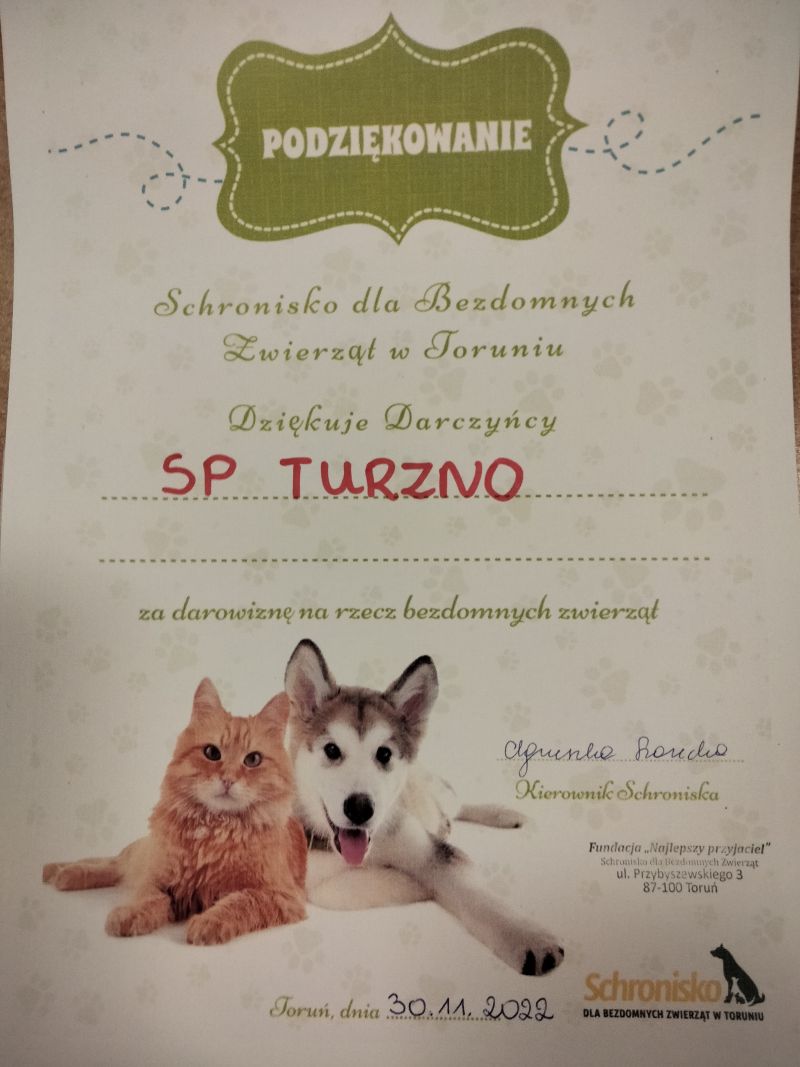 PODZIĘKOWANIE
Schronisko dla Bezdomnych
Zwierząt w Toruniu
Dziękuje Darczyńcy
SP TURZNO
za darowiznę na rzecz bezdomnych zwierząt
Agnieszka
Kierownik Schroniska
Fundacja „Najlepszy przyjaciel”
Schronisko dla Bezdomnych Zwierząt
ul. Przybyszewskiego 3
87-100 Toruń
Schronisko
DLA BEZDOMNYCH ZWIERZĄT W TORUNIU
Toruń, dnia 30.11.2022